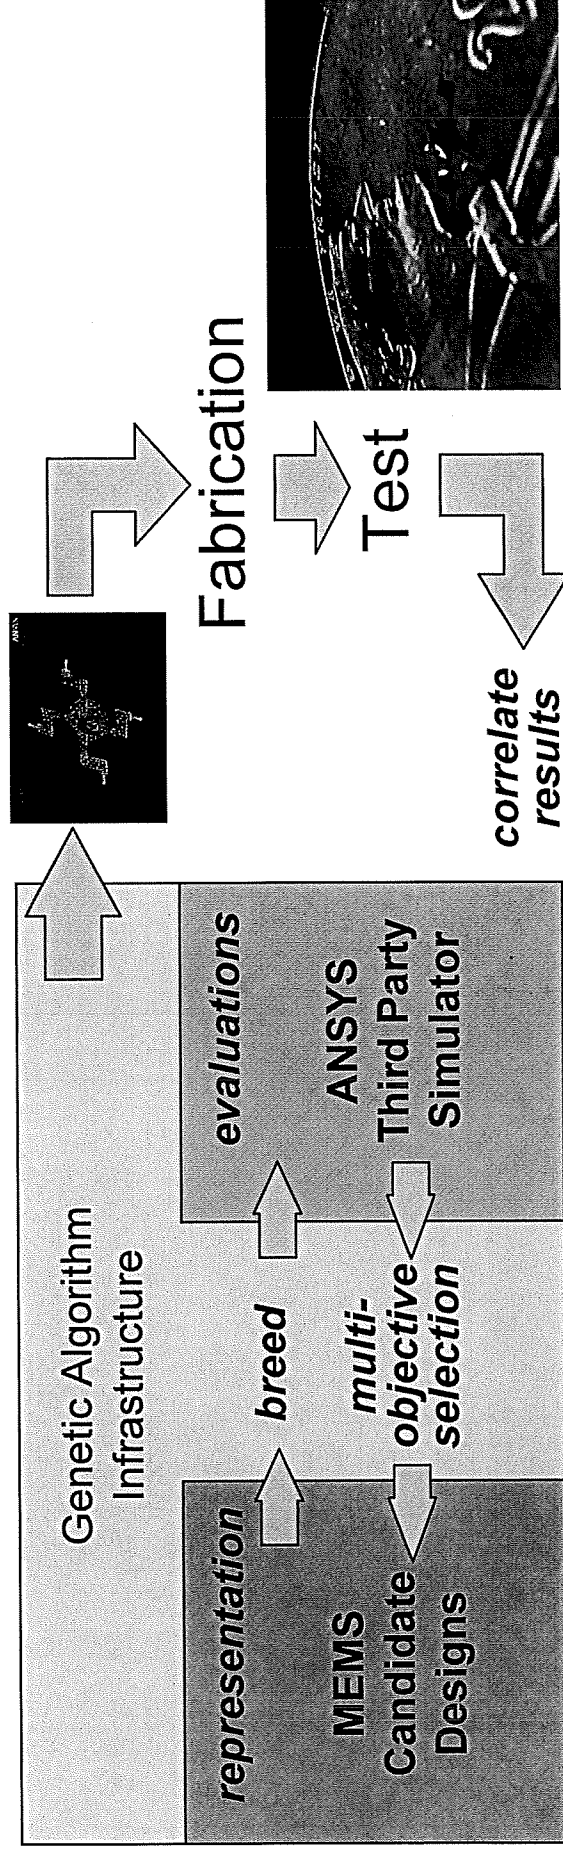 Genetic Algorithm
Infrastructure
representation
MEMS
Candidate
Designs
breed
multi-
objective
selection
evaluations
ANSYS
Third Party
Simulator
Fabrication
Test
correlate
results